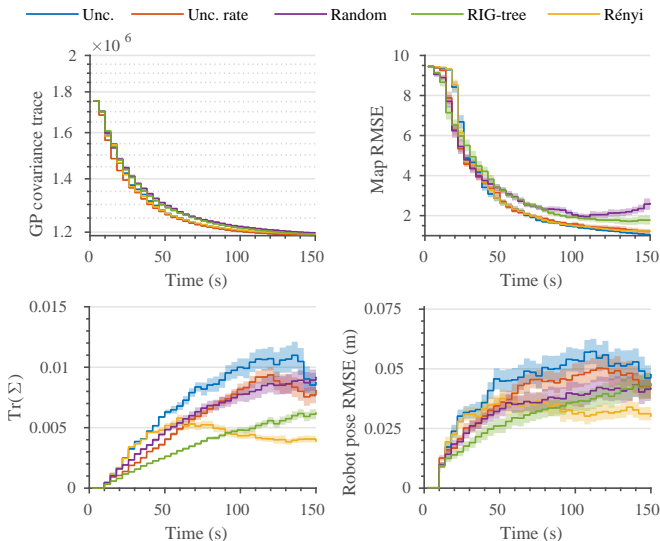 Unc. Unc. rate Random RIG-tree Rényi
× 10^6
2
1.8
1.6
1.4
1.2
GP covariance trace
0 50 100 150
Time (s)
10
8
6
4
2
Map RMSE
0 50 100 150
Time (s)
0.015
0.01
0.005
0
Tr(Σ)
0 50 100 150
Time (s)
0.075
0.05
0.025
0
Robot pose RMSE (m)
0 50 100 150
Time (s)